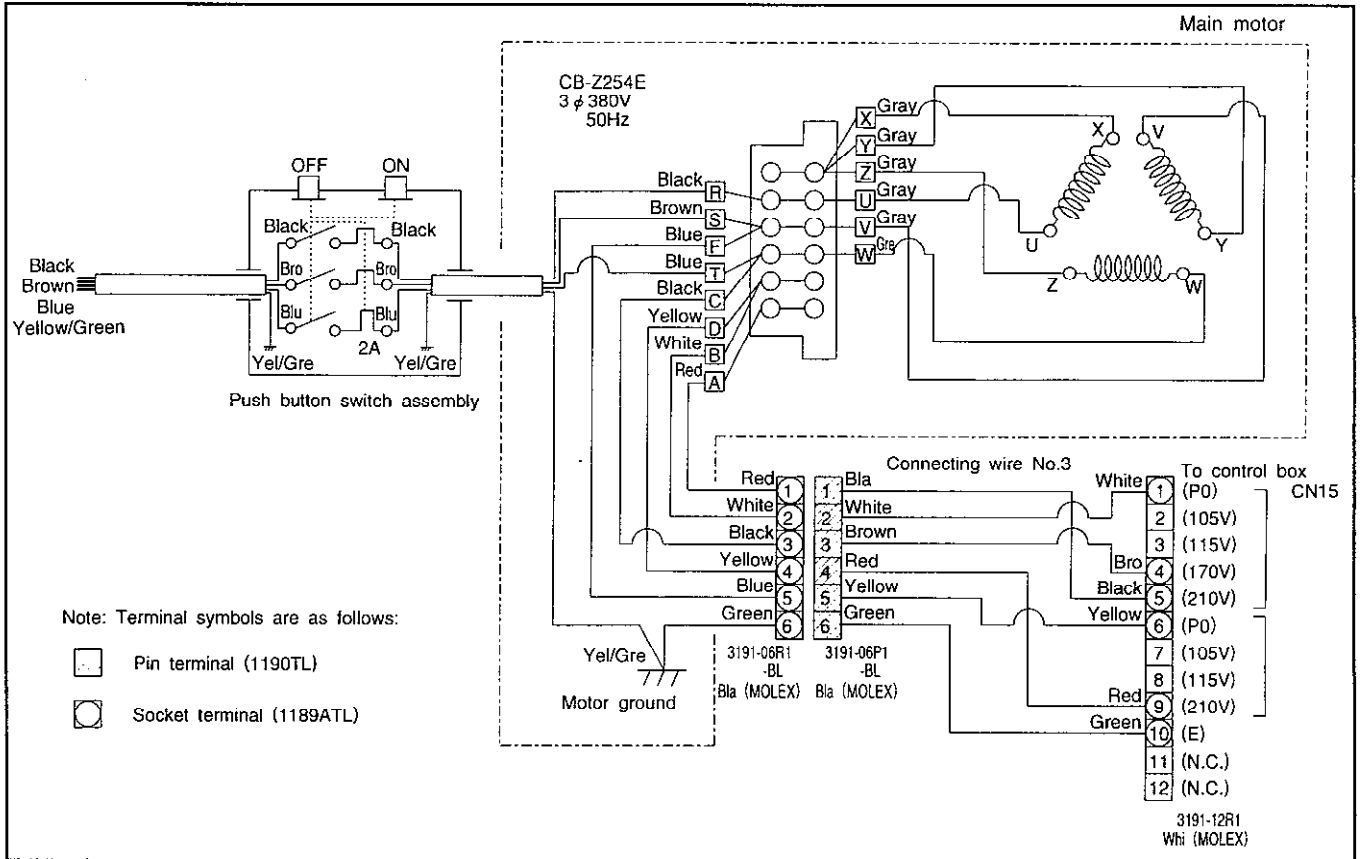 Main motor
CB-Z254E
3 φ 380V
50Hz
OFF
ON
Black
Black
Bro
Bro
Blu
Blu
2A
Yel/Gre
Yel/Gre
Black
Brown
Blue
Yellow/Green
Push button switch assembly
Black R
Brown S
Blue F
Blue T
Black C
Yellow D
White B
Red A
X Gray
Y Gray
Z Gray
U Gray
V Gray
W Gre
X
V
U
Y
Z
W
Connecting wire No.3
Red 1
White 2
Black 3
Yellow 4
Blue 5
Green 6
3191-06R1
-BL
Bla (MOLEX)
1 Bla
2 White
3 Brown
4 Red
5 Yellow
6 Green
3191-06P1
-BL
Bla (MOLEX)
To control box
CN15
White 1 (P0)
2 (105V)
3 (115V)
Bro 4 (170V)
Black 5 (210V)
Yellow 6 (P0)
7 (105V)
8 (115V)
Red 9 (210V)
Green 10 (E)
11 (N.C.)
12 (N.C.)
3191-12R1
Whi (MOLEX)
Yel/Gre
Motor ground
Note: Terminal symbols are as follows:
Pin terminal (1190TL)
Socket terminal (1189ATL)